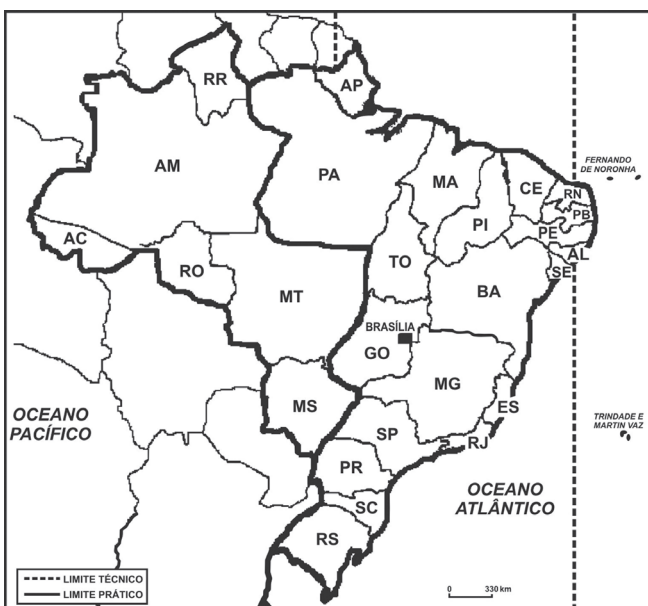 RR
AP
AM
PA
MA
CE
RN
PB
PE
AL
SE
PI
AC
RO
TO
MT
BA
BRASÍLIA
GO
MG
MS
ES
SP
RJ
PR
SC
RS
FERNANDO
DE NORONHA
TRINDADE E
MARTIN VAZ
OCEANO
PACÍFICO
OCEANO
ATLÂNTICO
LIMITE TÉCNICO
LIMITE PRÁTICO
0 330 km